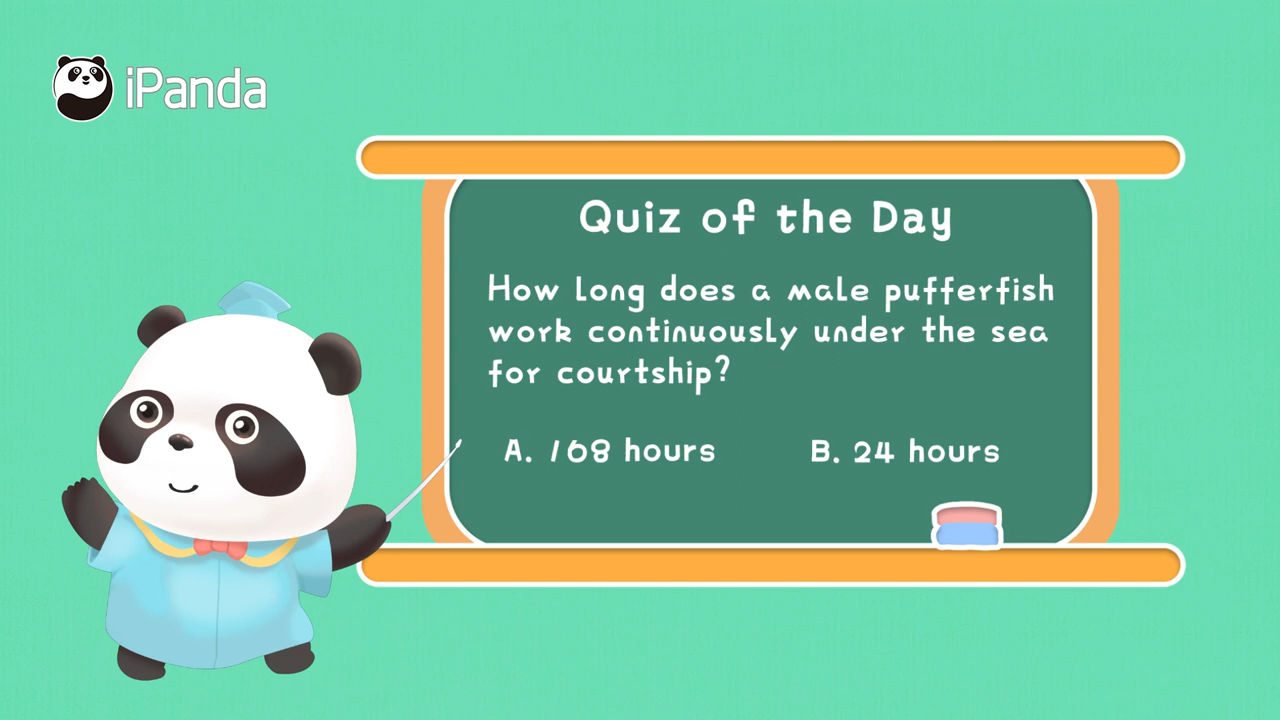 iPanda
Quiz of the Day
How long does a male pufferfish
work continuously under the sea
for courtship?
A. 168 hours B. 24 hours